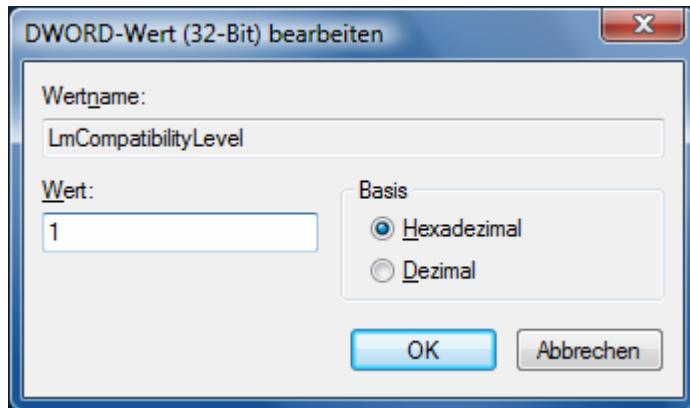 DWORD-Wert (32-Bit) bearbeiten
Wertname:
LmCompatibilityLevel
Wert:
1
Basis
Hexadezimal
Dezimal
OK
Abbrechen